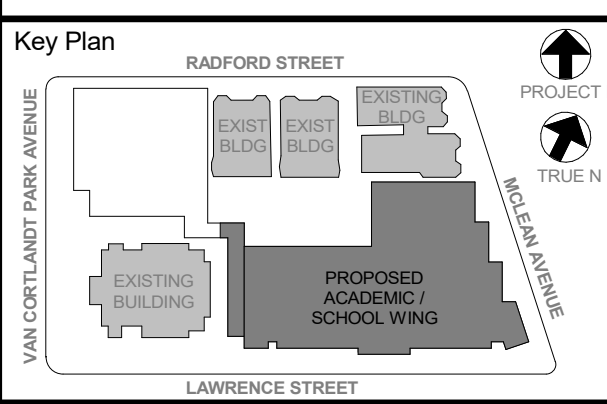 Key Plan
RADFORD STREET
PROJECT
TRUE N
VAN CORTLANDT PARK AVENUE
EXIST
BLDG
EXIST
BLDG
EXISTING
BLDG
MCLEAN AVENUE
EXISTING
BUILDING
PROPOSED
ACADEMIC /
SCHOOL WING
LAWRENCE STREET